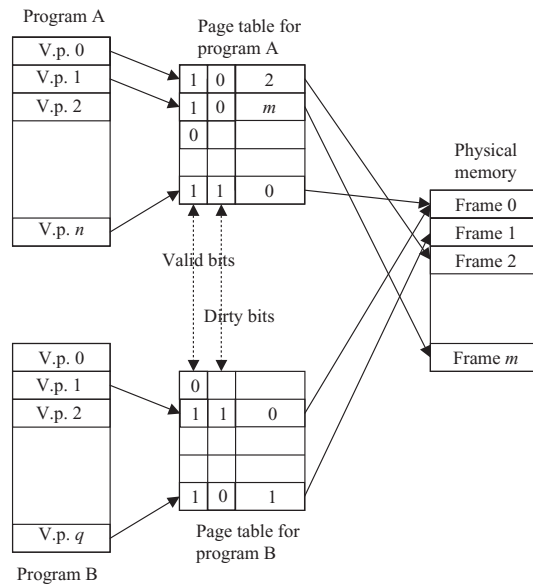 Program A
V.p. 0
V.p. 1
V.p. 2
V.p. n
Page table for
program A
1 0 2
1 0 m
0
1 1 0
Physical
memory
Frame 0
Frame 1
Frame 2
Frame m
Valid bits
Dirty bits
V.p. 0
V.p. 1
V.p. 2
V.p. q
Program B
0
1 1 0
1 0 1
Page table for
program B